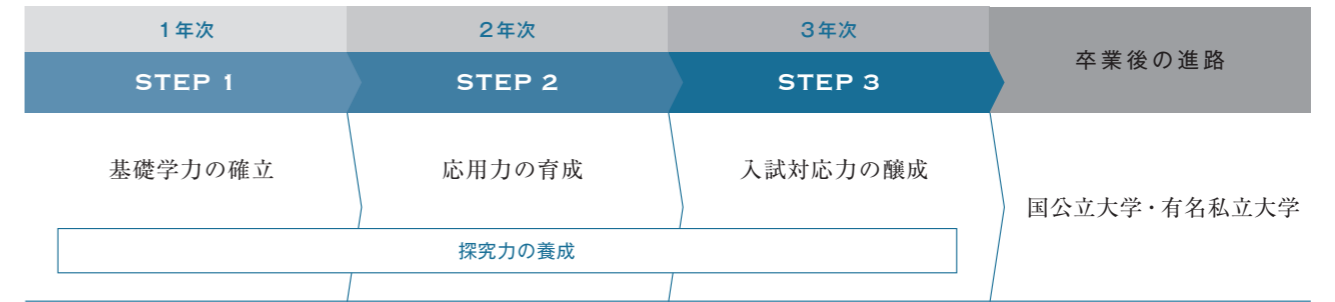 1年次
2年次
3年次
卒業後の進路
STEP 1
STEP 2
STEP 3
基礎学力の確立
応用力の育成
入試対応力の醸成
国公立大学・有名私立大学
探究力の養成